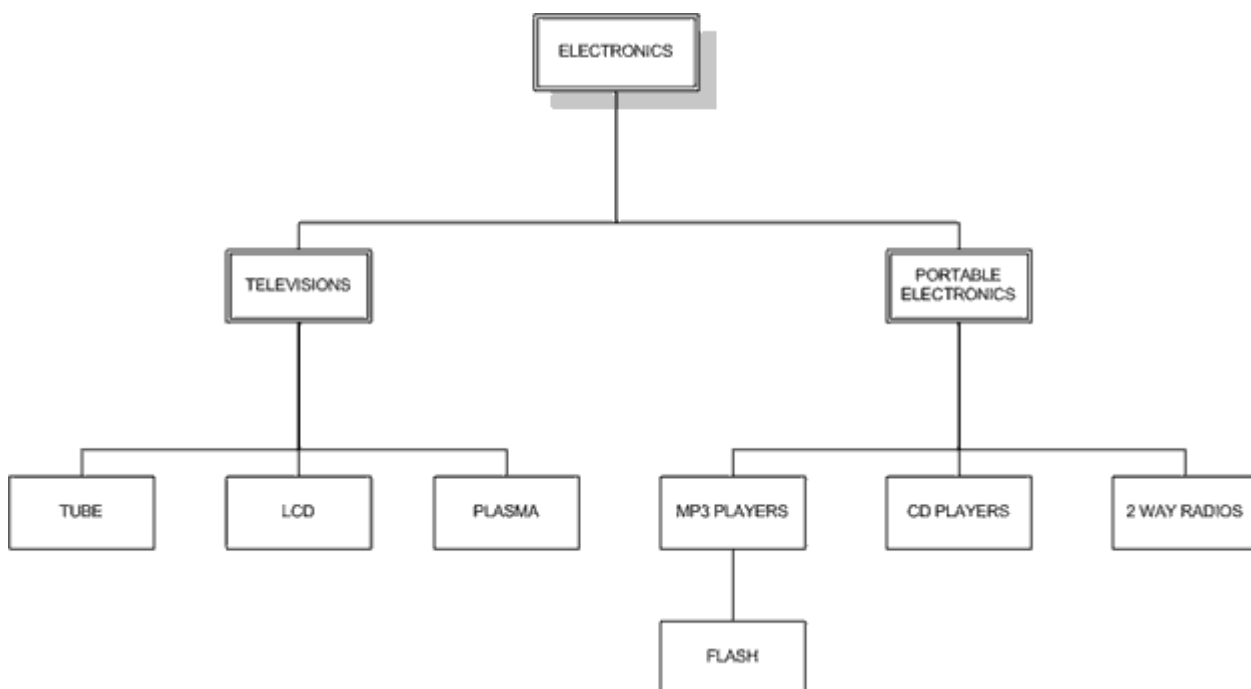 ELECTRONICS
TELEVISIONS
PORTABLE
ELECTRONICS
TUBE
LCD
PLASMA
MP3 PLAYERS
CD PLAYERS
2 WAY RADIOS
FLASH